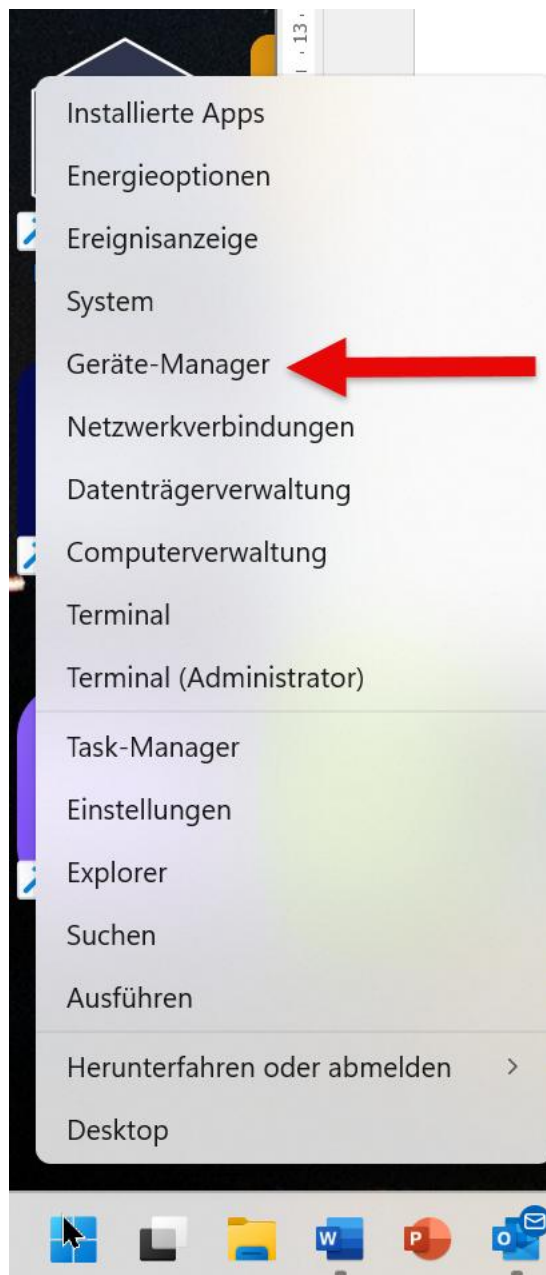 13
Installierte Apps
Energieoptionen
Ereignisanzeige
System
Geräte-Manager
Netzwerkverbindungen
Datenträgerverwaltung
Computerverwaltung
Terminal
Terminal (Administrator)
Task-Manager
Einstellungen
Explorer
Suchen
Ausführen
Herunterfahren oder abmelden
Desktop
W
P
O